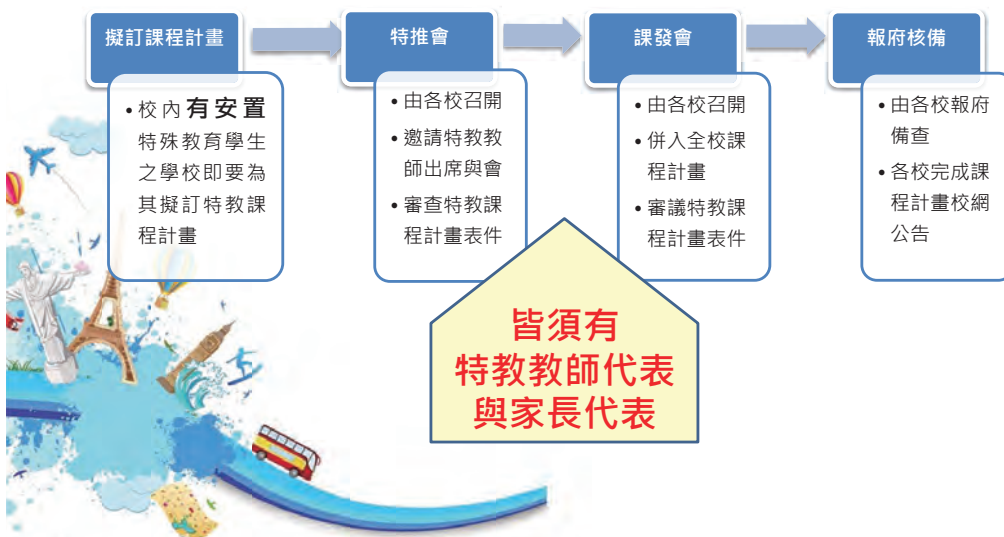 擬訂課程計畫
•校內有安置
特殊教育學生
之學校即要為
其擬訂特教課
程計畫
特推會
•由各校召開
•邀請特教教
師出席與會
•審查特教課
程計畫表件
課發會
•由各校召開
•併入全校課
程計畫
•審議特教課
程計畫表件
報府核備
•由各校報府
備查
•各校完成課
程計畫校網
公告
皆須有
特教教師代表
與家長代表